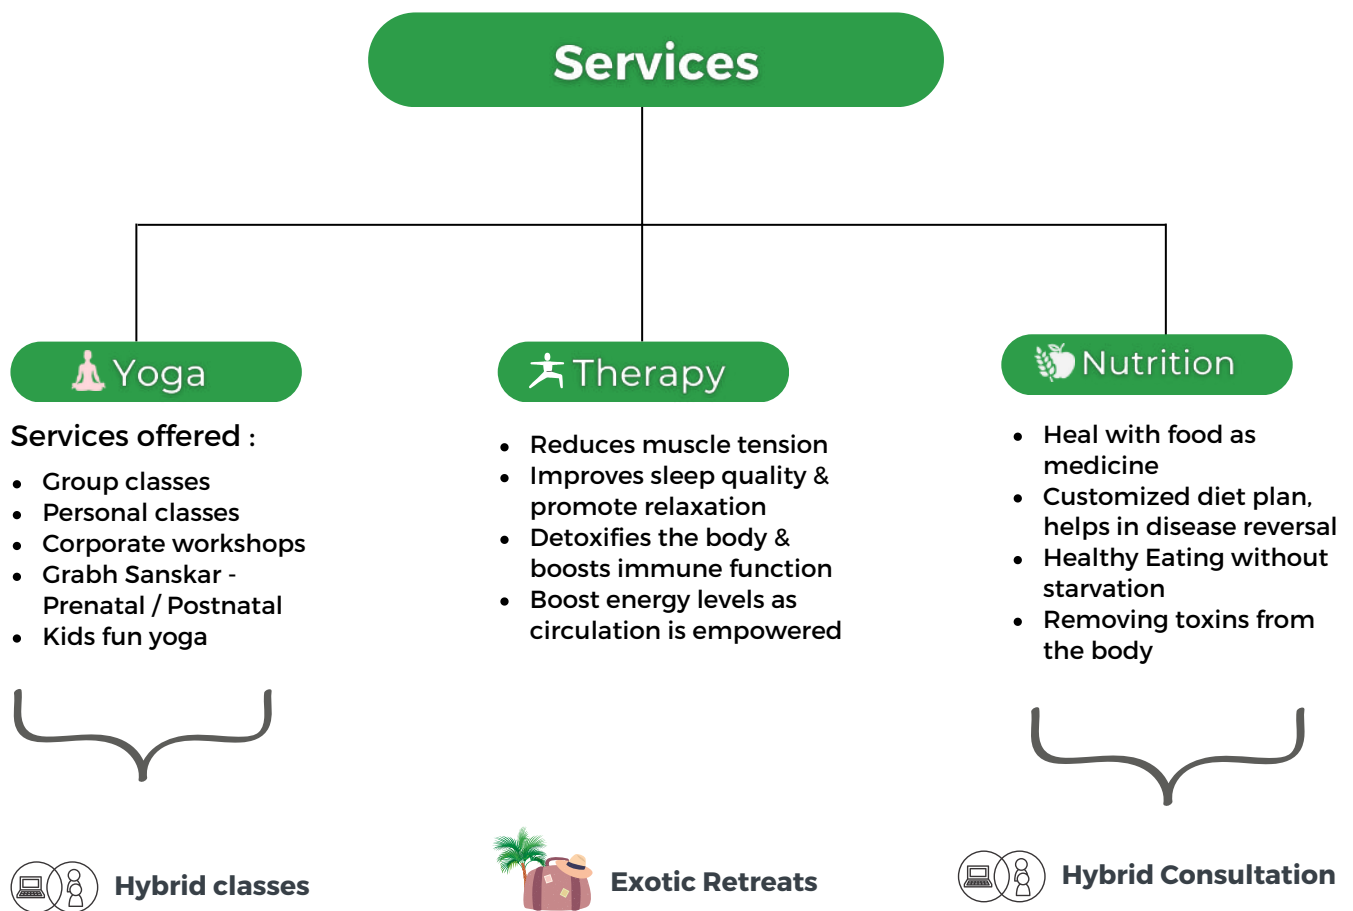 Services
Yoga
Services offered :
• Group classes
• Personal classes
• Corporate workshops
• Grabh Sanskar -
Prenatal / Postnatal
• Kids fun yoga
Hybrid classes
Therapy
• Reduces muscle tension
• Improves sleep quality &
promote relaxation
• Detoxifies the body &
boosts immune function
• Boost energy levels as
circulation is empowered
Exotic Retreats
Nutrition
• Heal with food as
medicine
• Customized diet plan,
helps in disease reversal
• Healthy Eating without
starvation
• Removing toxins from
the body
Hybrid Consultation